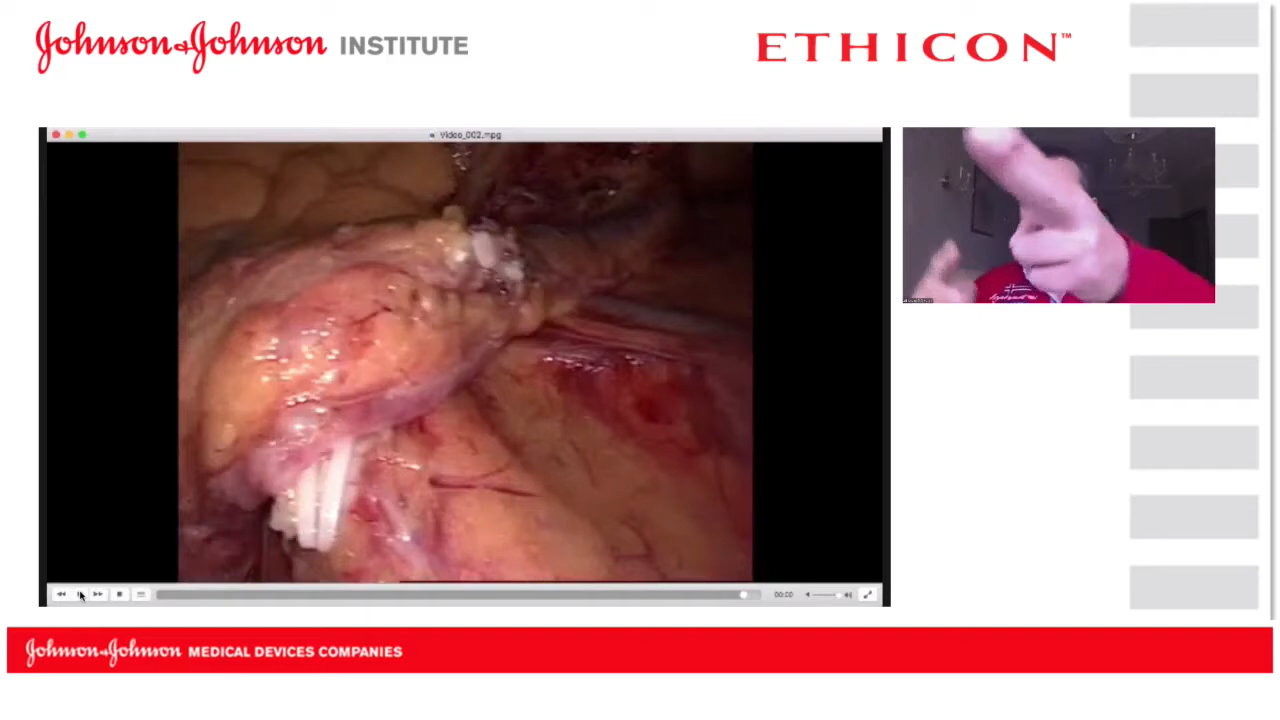 Johnson & Johnson INSTITUTE
ETHICON™
Video_002.mpg
00:00
Johnson & Johnson MEDICAL DEVICES COMPANIES